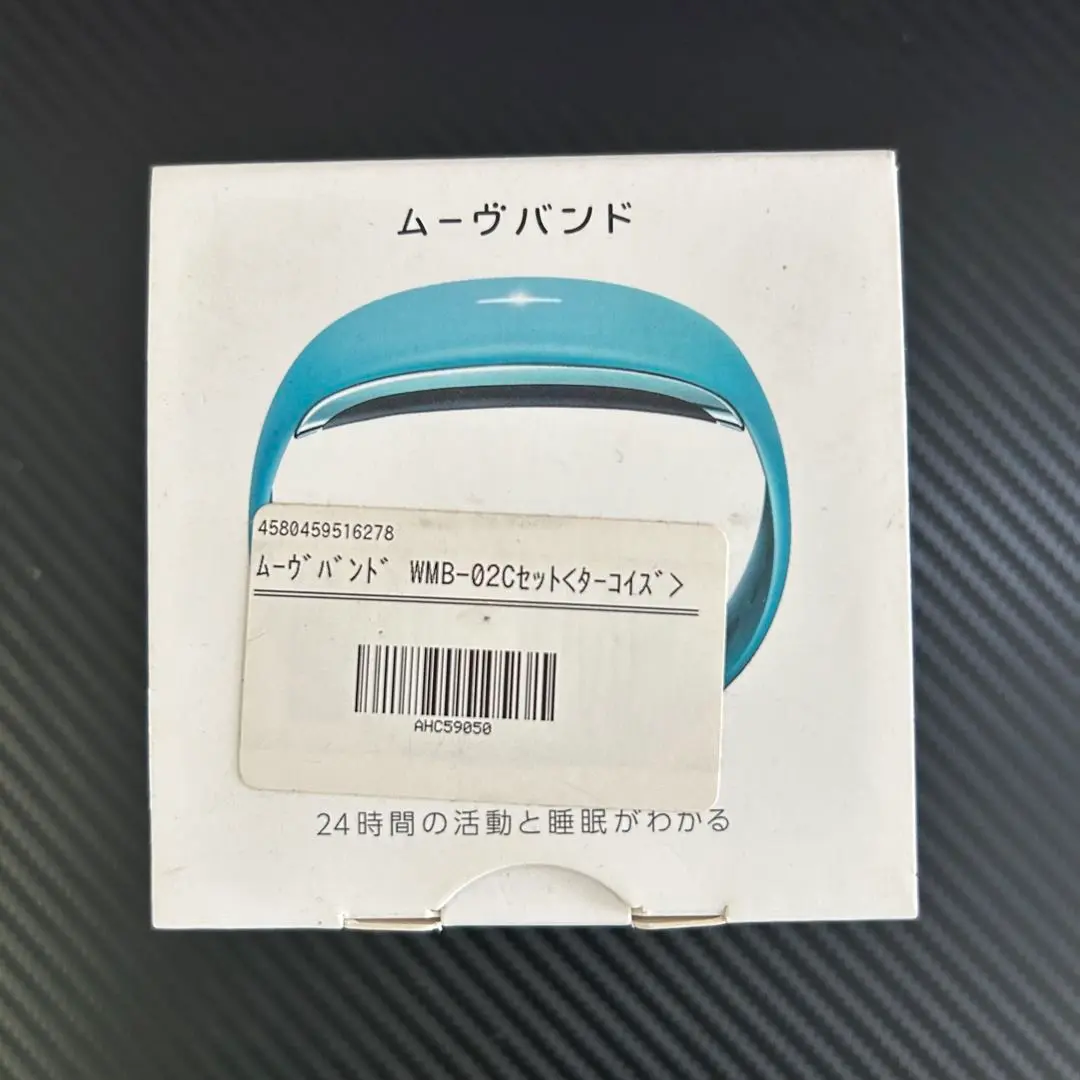 ムーヴバンド
4580459516278
ﾑｰｳﾞﾊﾞﾝﾄﾞ WMB-02Cｾｯﾄ<ﾀｰｺｲｽﾞ>
AHC59050
24時間の活動と睡眠がわかる